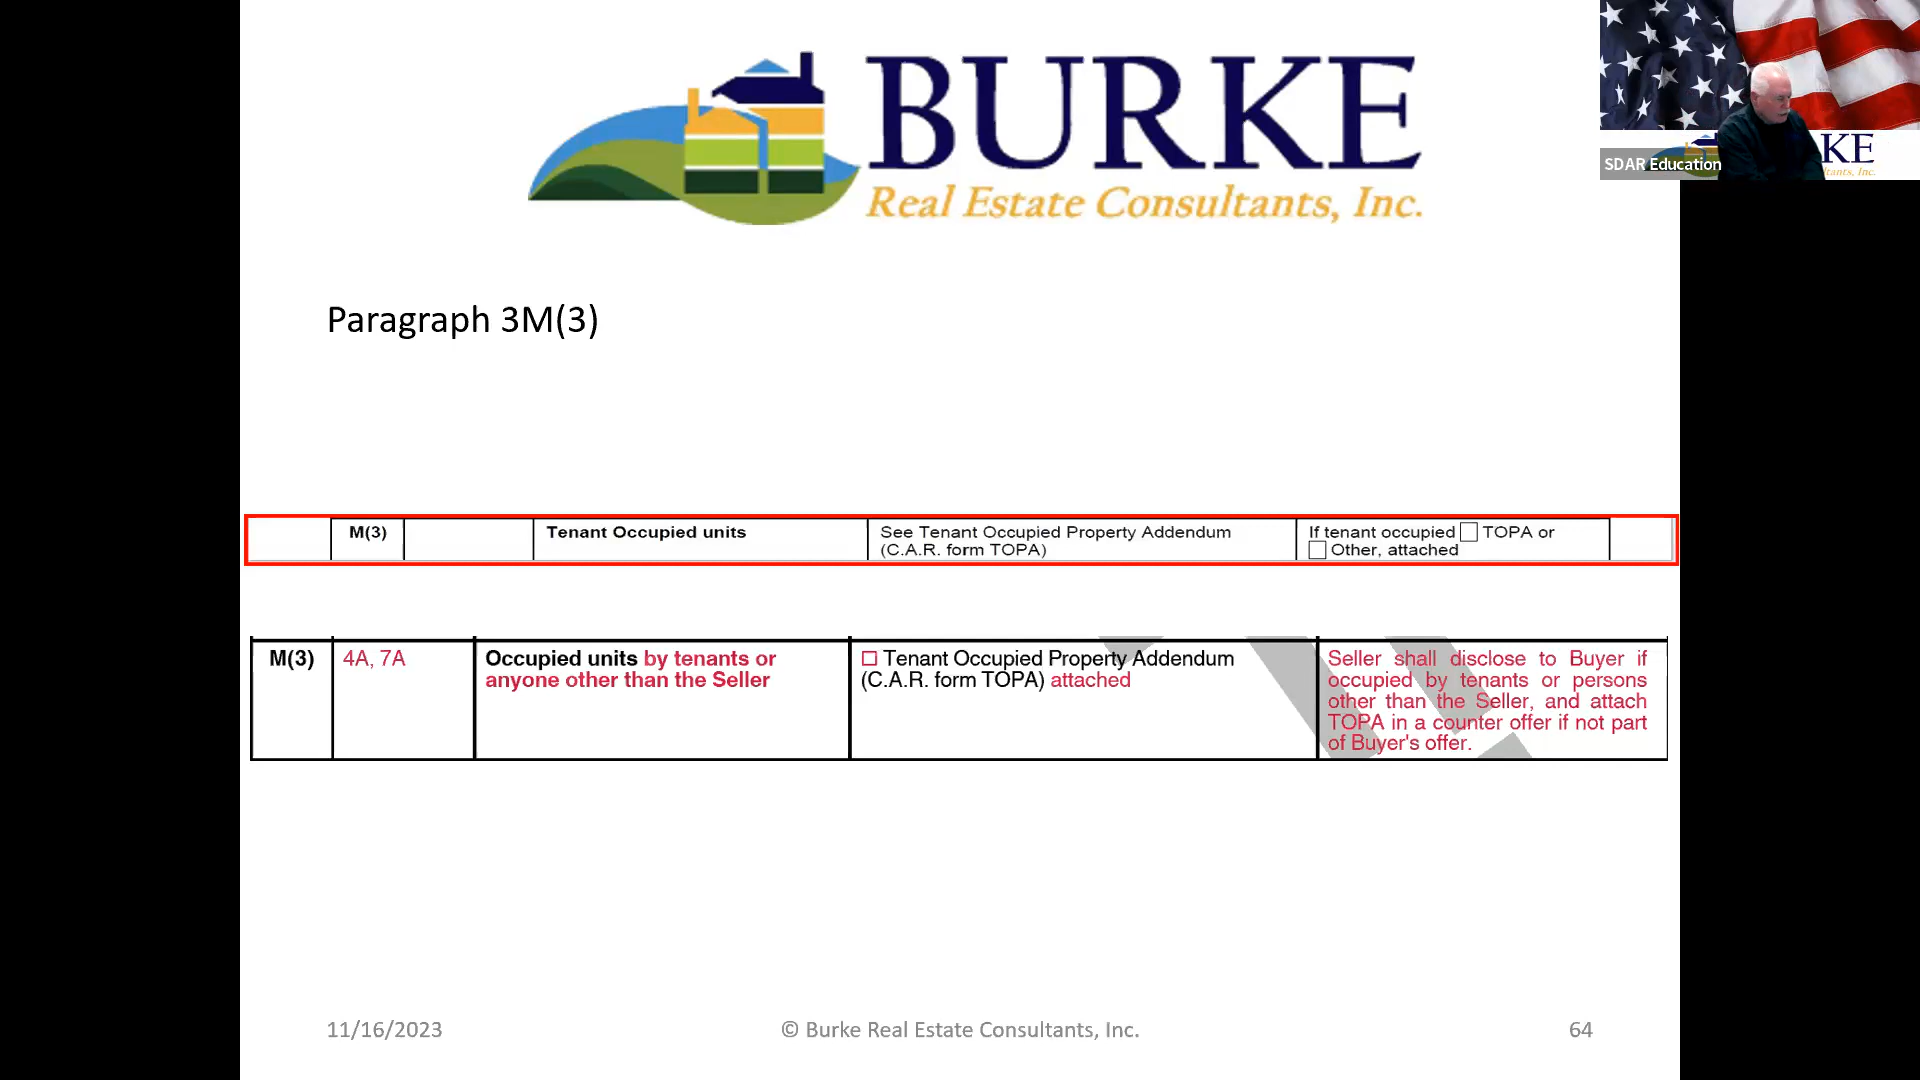 BURKE
Real Estate Consultants, Inc.
KE
tants, Inc.
SDAR Education
Paragraph 3M(3)
M(3) Tenant Occupied units See Tenant Occupied Property Addendum If tenant occupied ☐ TOPA or
(C.A.R. form TOPA) ☐ Other, attached
M(3) 4A, 7A Occupied units by tenants or ☐ Tenant Occupied Property Addendum Seller shall disclose to Buyer if
anyone other than the Seller (C.A.R. form TOPA) attached occupied by tenants or persons
other than the Seller, and attach
TOPA in a counter offer if not part
of Buyer's offer.
11/16/2023 © Burke Real Estate Consultants, Inc. 64